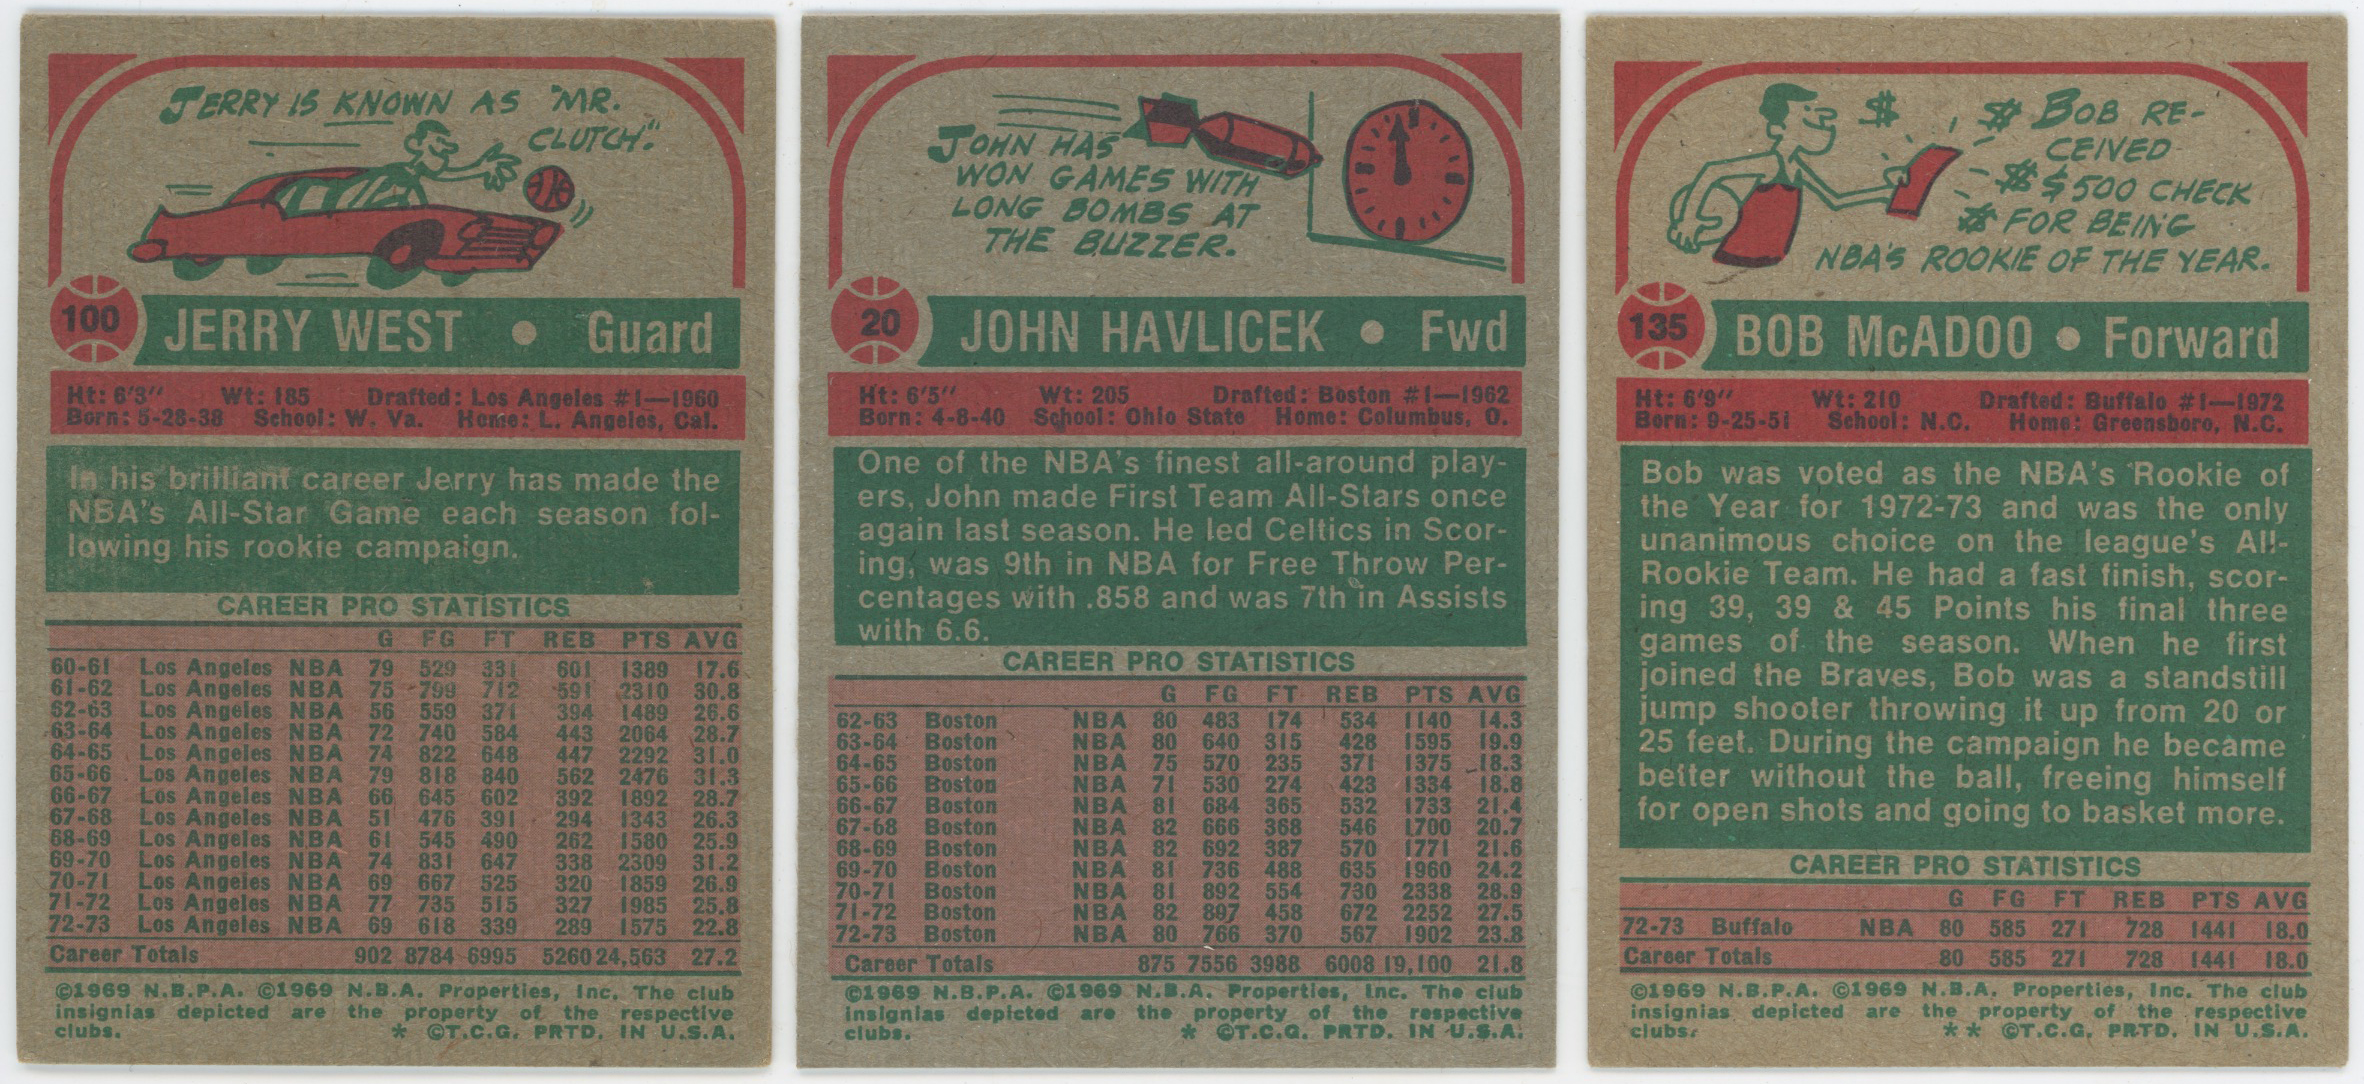 JERRY IS KNOWN AS "MR.
CLUTCH".
100
JERRY WEST • Guard
Ht: 6'3" Wt: 185 Drafted: Los Angeles #1—1960
Born: 5-28-38 School: W. Va. Home: L. Angeles, Cal.
In his brilliant career Jerry has made the
NBA's All-Star Game each season fol-
lowing his rookie campaign.
CAREER PRO STATISTICS
G FG FT REB PTS AVG
60-61 Los Angeles NBA 79 529 331 601 1389 17.6
61-62 Los Angeles NBA 75 799 712 591 2310 30.8
62-63 Los Angeles NBA 56 559 371 394 1489 26.6
63-64 Los Angeles NBA 72 740 584 443 2064 28.7
64-65 Los Angeles NBA 74 822 648 447 2292 31.0
65-66 Los Angeles NBA 79 818 840 562 2476 31.3
66-67 Los Angeles NBA 66 645 602 392 1892 28.7
67-68 Los Angeles NBA 51 476 391 294 1343 26.3
68-69 Los Angeles NBA 61 545 490 262 1580 25.9
69-70 Los Angeles NBA 74 831 647 338 2309 31.2
70-71 Los Angeles NBA 69 667 525 320 1859 26.9
71-72 Los Angeles NBA 77 735 515 327 1985 25.8
72-73 Los Angeles NBA 69 618 339 289 1575 22.8
Career Totals 902 8784 6995 5260 24,563 27.2
©1969 N.B.P.A. ©1969 N.B.A. Properties, Inc. The club
insignias depicted are the property of the respective
clubs. * ©T.C.G. PRTD. IN U.S.A.
JOHN HAS
WON GAMES WITH
LONG BOMBS AT
THE BUZZER.
20
JOHN HAVLICEK • Fwd
Ht: 6'5" Wt: 205 Drafted: Boston #1—1962
Born: 4-8-40 School: Ohio State Home: Columbus, O.
One of the NBA's finest all-around play-
ers, John made First Team All-Stars once
again last season. He led Celtics in Scor-
ing, was 9th in NBA for Free Throw Per-
centages with .858 and was 7th in Assists
with 6.6.
CAREER PRO STATISTICS
G FG FT REB PTS AVG
62-63 Boston NBA 80 483 174 534 1140 14.3
63-64 Boston NBA 80 640 315 428 1595 19.9
64-65 Boston NBA 75 570 235 371 1375 18.3
65-66 Boston NBA 71 530 274 423 1334 18.8
66-67 Boston NBA 81 684 365 532 1733 21.4
67-68 Boston NBA 82 666 368 546 1700 20.7
68-69 Boston NBA 82 692 387 570 1771 21.6
69-70 Boston NBA 81 736 488 635 1960 24.2
70-71 Boston NBA 81 892 554 730 2338 28.9
71-72 Boston NBA 82 897 458 672 2252 27.5
72-73 Boston NBA 80 766 370 567 1902 23.8
Career Totals 875 7556 3988 6008 19,100 21.8
©1969 N.B.P.A. ©1969 N.B.A. Properties, Inc. The club
insignias depicted are the property of the respective
clubs. * ©T.C.G. PRTD. IN U.S.A.
$ $ BOB RE-
CEIVED
$ $500 CHECK
$ FOR BEING
NBA'S ROOKIE OF THE YEAR.
135
BOB McADOO • Forward
Ht: 6'9" Wt: 210 Drafted: Buffalo #1—1972
Born: 9-25-51 School: N.C. Home: Greensboro, N.C.
Bob was voted as the NBA's Rookie of
the Year for 1972-73 and was the only
unanimous choice on the league's All-
Rookie Team. He had a fast finish, scor-
ing 39, 39 & 45 Points his final three
games of the season. When he first
joined the Braves, Bob was a standstill
jump shooter throwing it up from 20 or
25 feet. During the campaign he became
better without the ball, freeing himself
for open shots and going to basket more.
CAREER PRO STATISTICS
G FG FT REB PTS AVG
72-73 Buffalo NBA 80 585 271 728 1441 18.0
Career Totals 80 585 271 728 1441 18.0
©1969 N.B.P.A. ©1969 N.B.A. Properties, Inc. The club
insignias depicted are the property of the respective
clubs. * * ©T.C.G. PRTD. IN U.S.A.